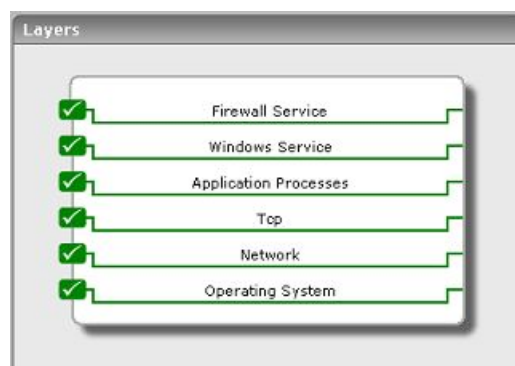 Layers
Firewall Service
Windows Service
Application Processes
Tcp
Network
Operating System